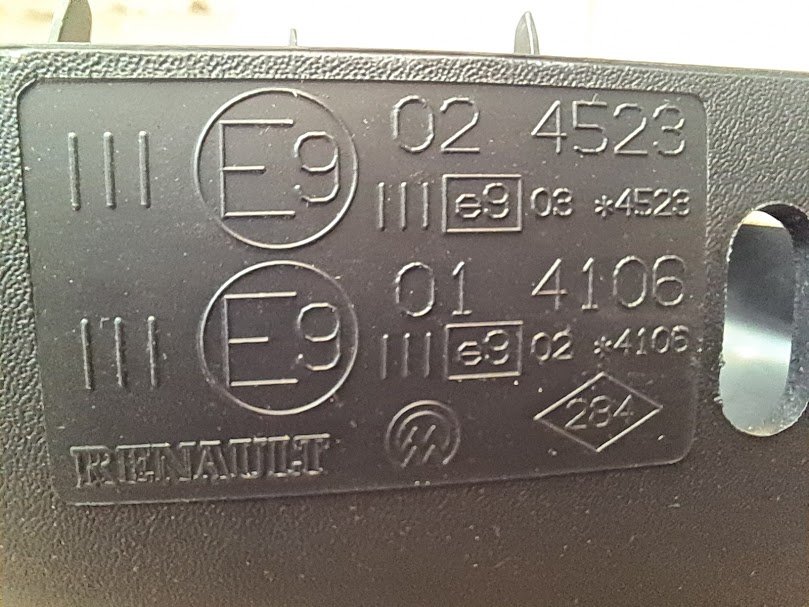 III E9 02 4523
III e9 03 *4523
III E9 01 4106
III e9 02 *4106
RENAULT 284